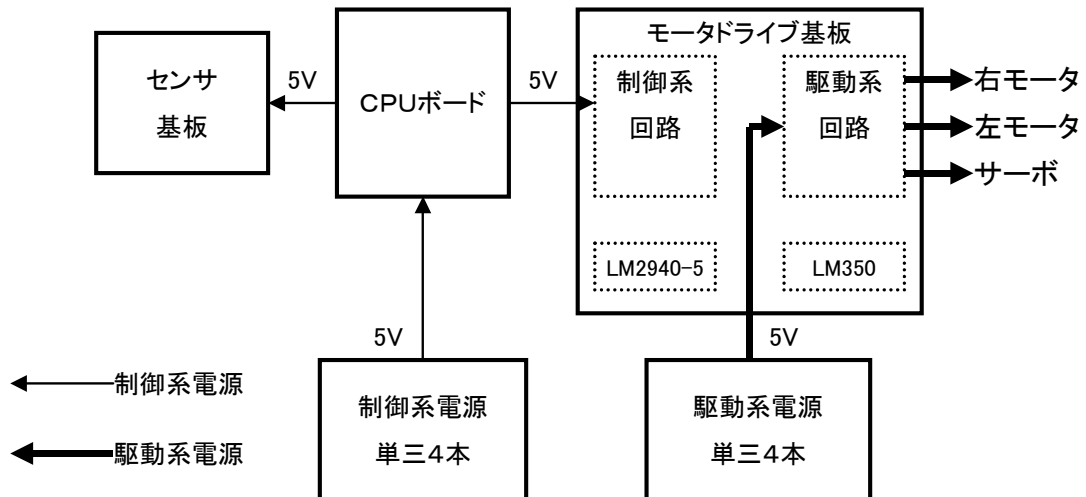 センサ
基板
5V
CPUボード
5V
モータドライブ基板
制御系
回路
駆動系
回路
右モータ
左モータ
サーボ
LM2940-5
LM350
5V
5V
制御系電源
駆動系電源
制御系電源
単三4本
駆動系電源
単三4本